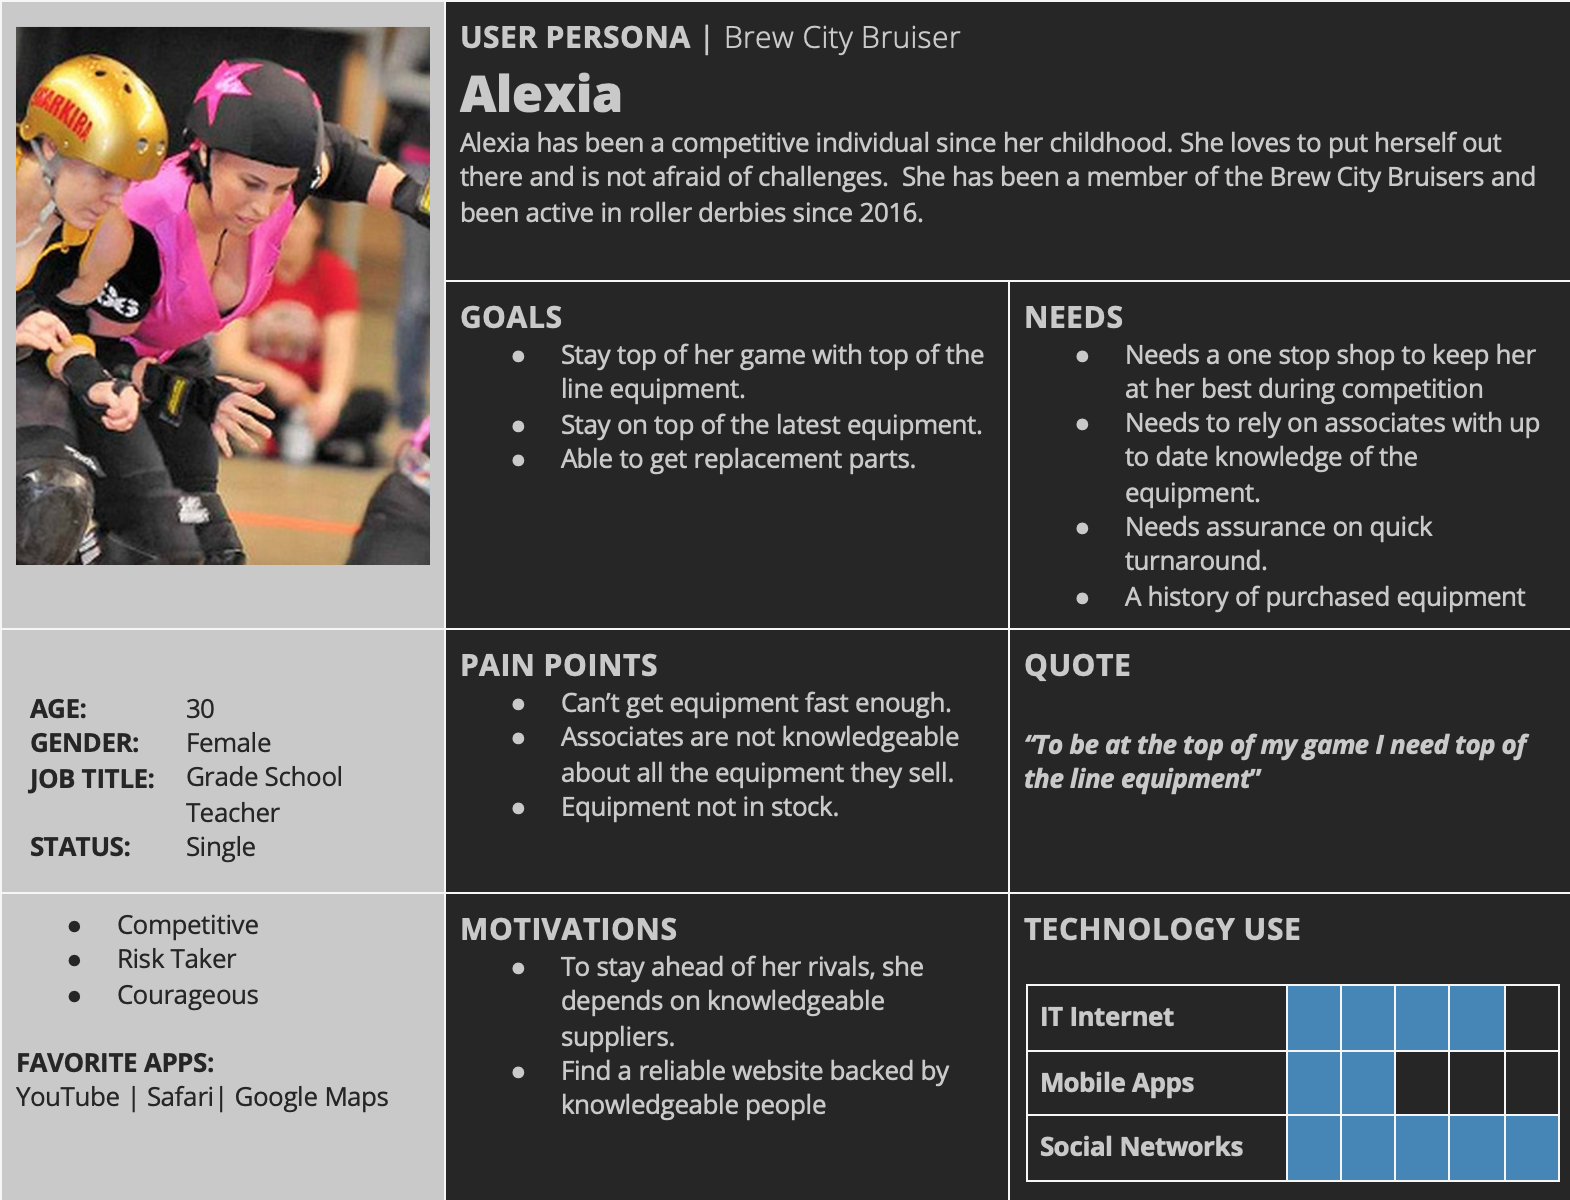 USER PERSONA | Brew City Bruiser
Alexia
Alexia has been a competitive individual since her childhood. She loves to put herself out
there and is not afraid of challenges.  She has been a member of the Brew City Bruisers and
been active in roller derbies since 2016.
GOALS
● Stay top of her game with top of the
line equipment.
● Stay on top of the latest equipment.
● Able to get replacement parts.
NEEDS
● Needs a one stop shop to keep her
at her best during competition
● Needs to rely on associates with up
to date knowledge of the
equipment.
● Needs assurance on quick
turnaround.
● A history of purchased equipment
AGE: 30
GENDER: Female
JOB TITLE: Grade School
Teacher
STATUS: Single
PAIN POINTS
● Can’t get equipment fast enough.
● Associates are not knowledgeable
about all the equipment they sell.
● Equipment not in stock.
QUOTE
“To be at the top of my game I need top of
the line equipment”
● Competitive
● Risk Taker
● Courageous
FAVORITE APPS:
YouTube | Safari| Google Maps
MOTIVATIONS
● To stay ahead of her rivals, she
depends on knowledgeable
suppliers.
● Find a reliable website backed by
knowledgeable people
TECHNOLOGY USE
IT Internet
Mobile Apps
Social Networks